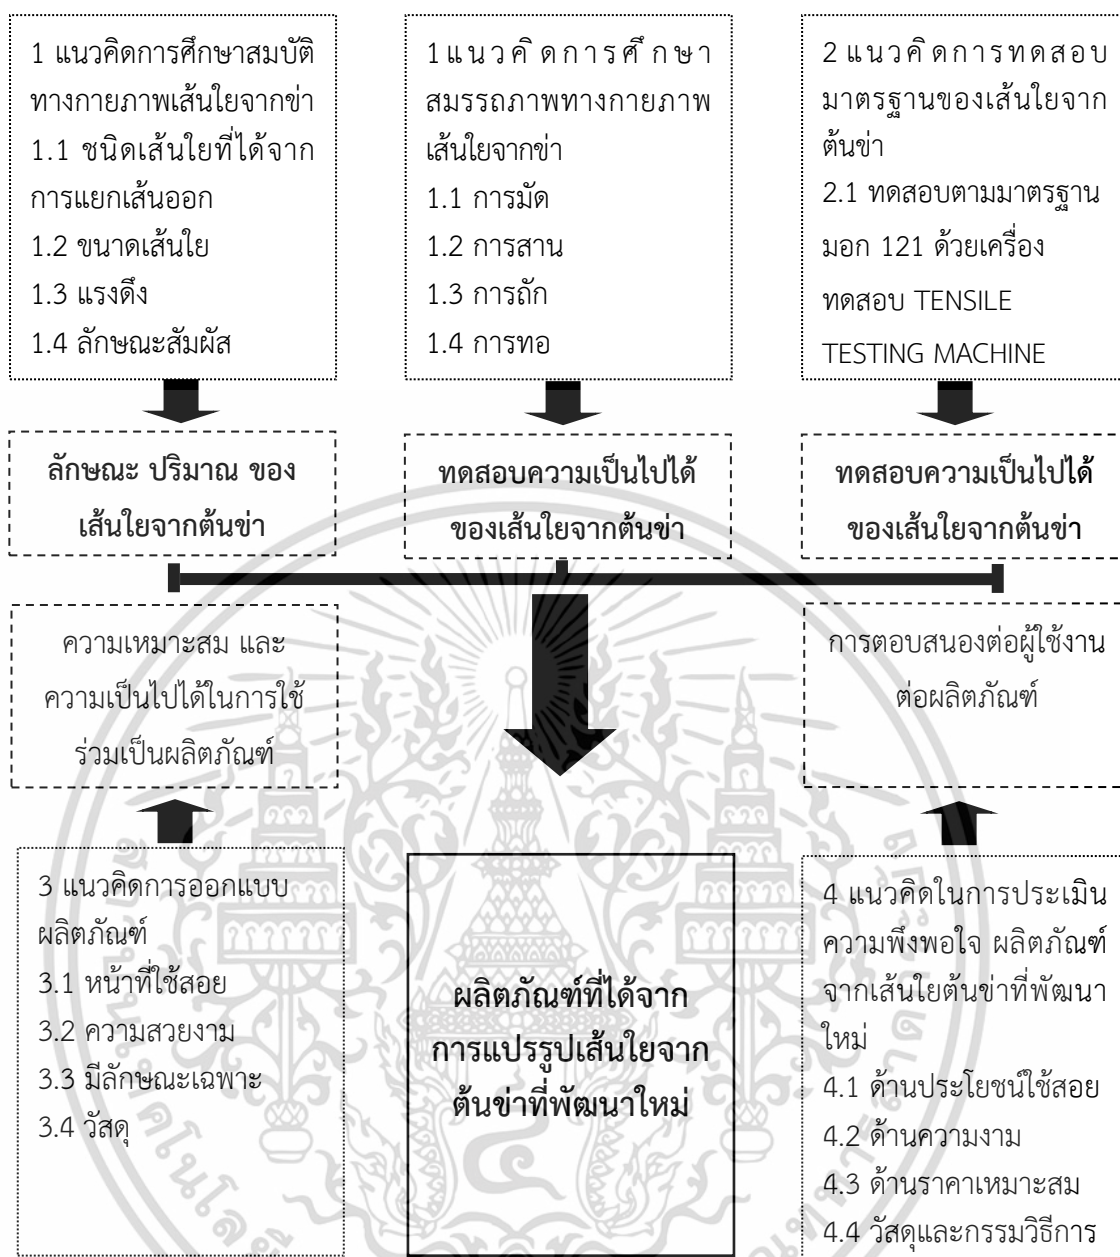 1 แนวคิดการศึกษาสมบัติ
ทางกายภาพเส้นใยจากข่า
1.1 ชนิดเส้นใยที่ได้จาก
การแยกเส้นออก
1.2 ขนาดเส้นใย
1.3 แรงดึง
1.4 ลักษณะสัมผัส
1 แนวคิดการศึกษา
สมรรถภาพทางกายภาพ
เส้นใยจากข่า
1.1 การมัด
1.2 การสาน
1.3 การถัก
1.4 การทอ
2 แนวคิดการทดสอบ
มาตรฐานของเส้นใยจาก
ต้นข่า
2.1 ทดสอบตามมาตรฐาน
มอก 121 ด้วยเครื่อง
ทดสอบ TENSILE
TESTING MACHINE
ลักษณะ ปริมาณ ของ
เส้นใยจากต้นข่า
ทดสอบความเป็นไปได้
ของเส้นใยจากต้นข่า
ทดสอบความเป็นไปได้
ของเส้นใยจากต้นข่า
ความเหมาะสม และ
ความเป็นไปได้ในการใช้
ร่วมเป็นผลิตภัณฑ์
การตอบสนองต่อผู้ใช้งาน
ต่อผลิตภัณฑ์
3 แนวคิดการออกแบบ
ผลิตภัณฑ์
3.1 หน้าที่ใช้สอย
3.2 ความสวยงาม
3.3 มีลักษณะเฉพาะ
3.4 วัสดุ
ผลิตภัณฑ์ที่ได้จาก
การแปรรูปเส้นใยจาก
ต้นข่าที่พัฒนาใหม่
4 แนวคิดในการประเมิน
ความพึงพอใจ ผลิตภัณฑ์
จากเส้นใยต้นข่าที่พัฒนา
ใหม่
4.1 ด้านประโยชน์ใช้สอย
4.2 ด้านความงาม
4.3 ด้านราคาเหมาะสม
4.4 วัสดุและกรรมวิธีการ